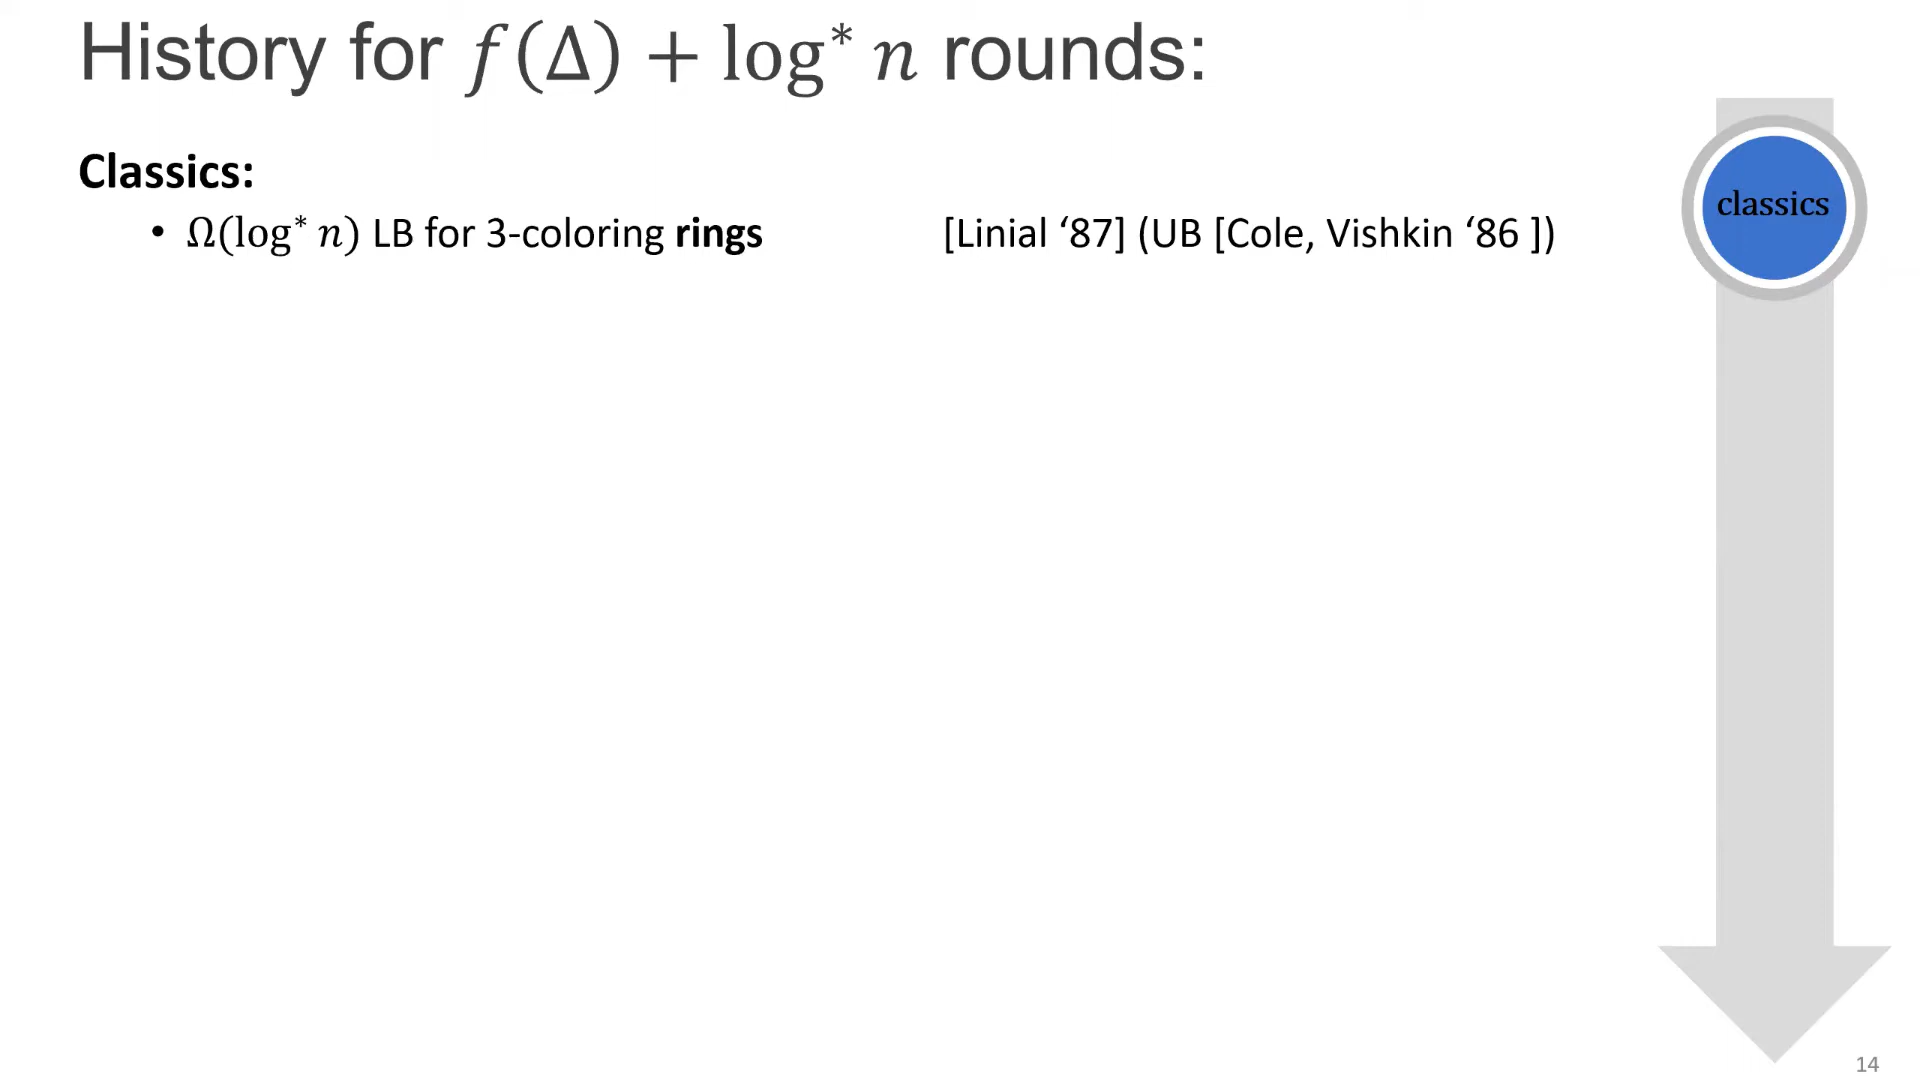 History for 𝑓(Δ) + log* 𝑛 rounds:
Classics:
• Ω(log* 𝑛) LB for 3-coloring rings [Linial ‘87] (UB [Cole, Vishkin ‘86 ])
classics
14